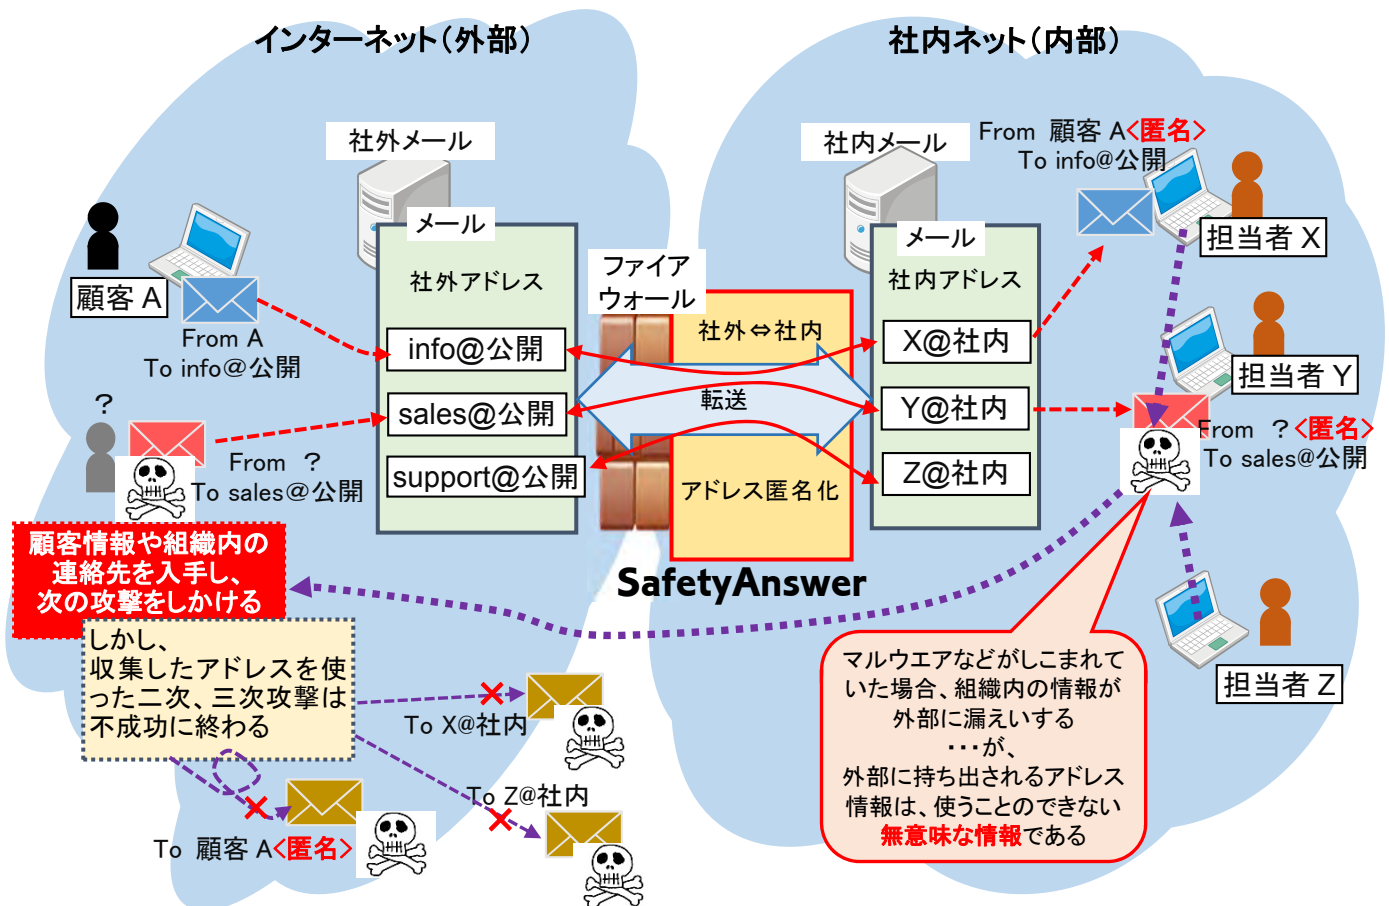 インターネット(外部)
社内ネット(内部)
社外メール
メール
社外アドレス
info@公開
sales@公開
support@公開
顧客 A
From A
To info@公開
?
From ?
To sales@公開
ファイア
ウォール
社外⇔社内
転送
アドレス匿名化
SafetyAnswer
社内メール
メール
社内アドレス
X@社内
Y@社内
Z@社内
From 顧客 A<匿名>
To info@公開
担当者 X
担当者 Y
From ?<匿名>
To sales@公開
担当者 Z
顧客情報や組織内の
連絡先を入手し、
次の攻撃をしかける
しかし、
収集したアドレスを使
った二次、三次攻撃は
不成功に終わる
To X@社内
To Z@社内
To 顧客 A<匿名>
マルウエアなどがしこまれて
いた場合、組織内の情報が
外部に漏えいする
・・・が、
外部に持ち出されるアドレス
情報は、使うことのできない
無意味な情報である